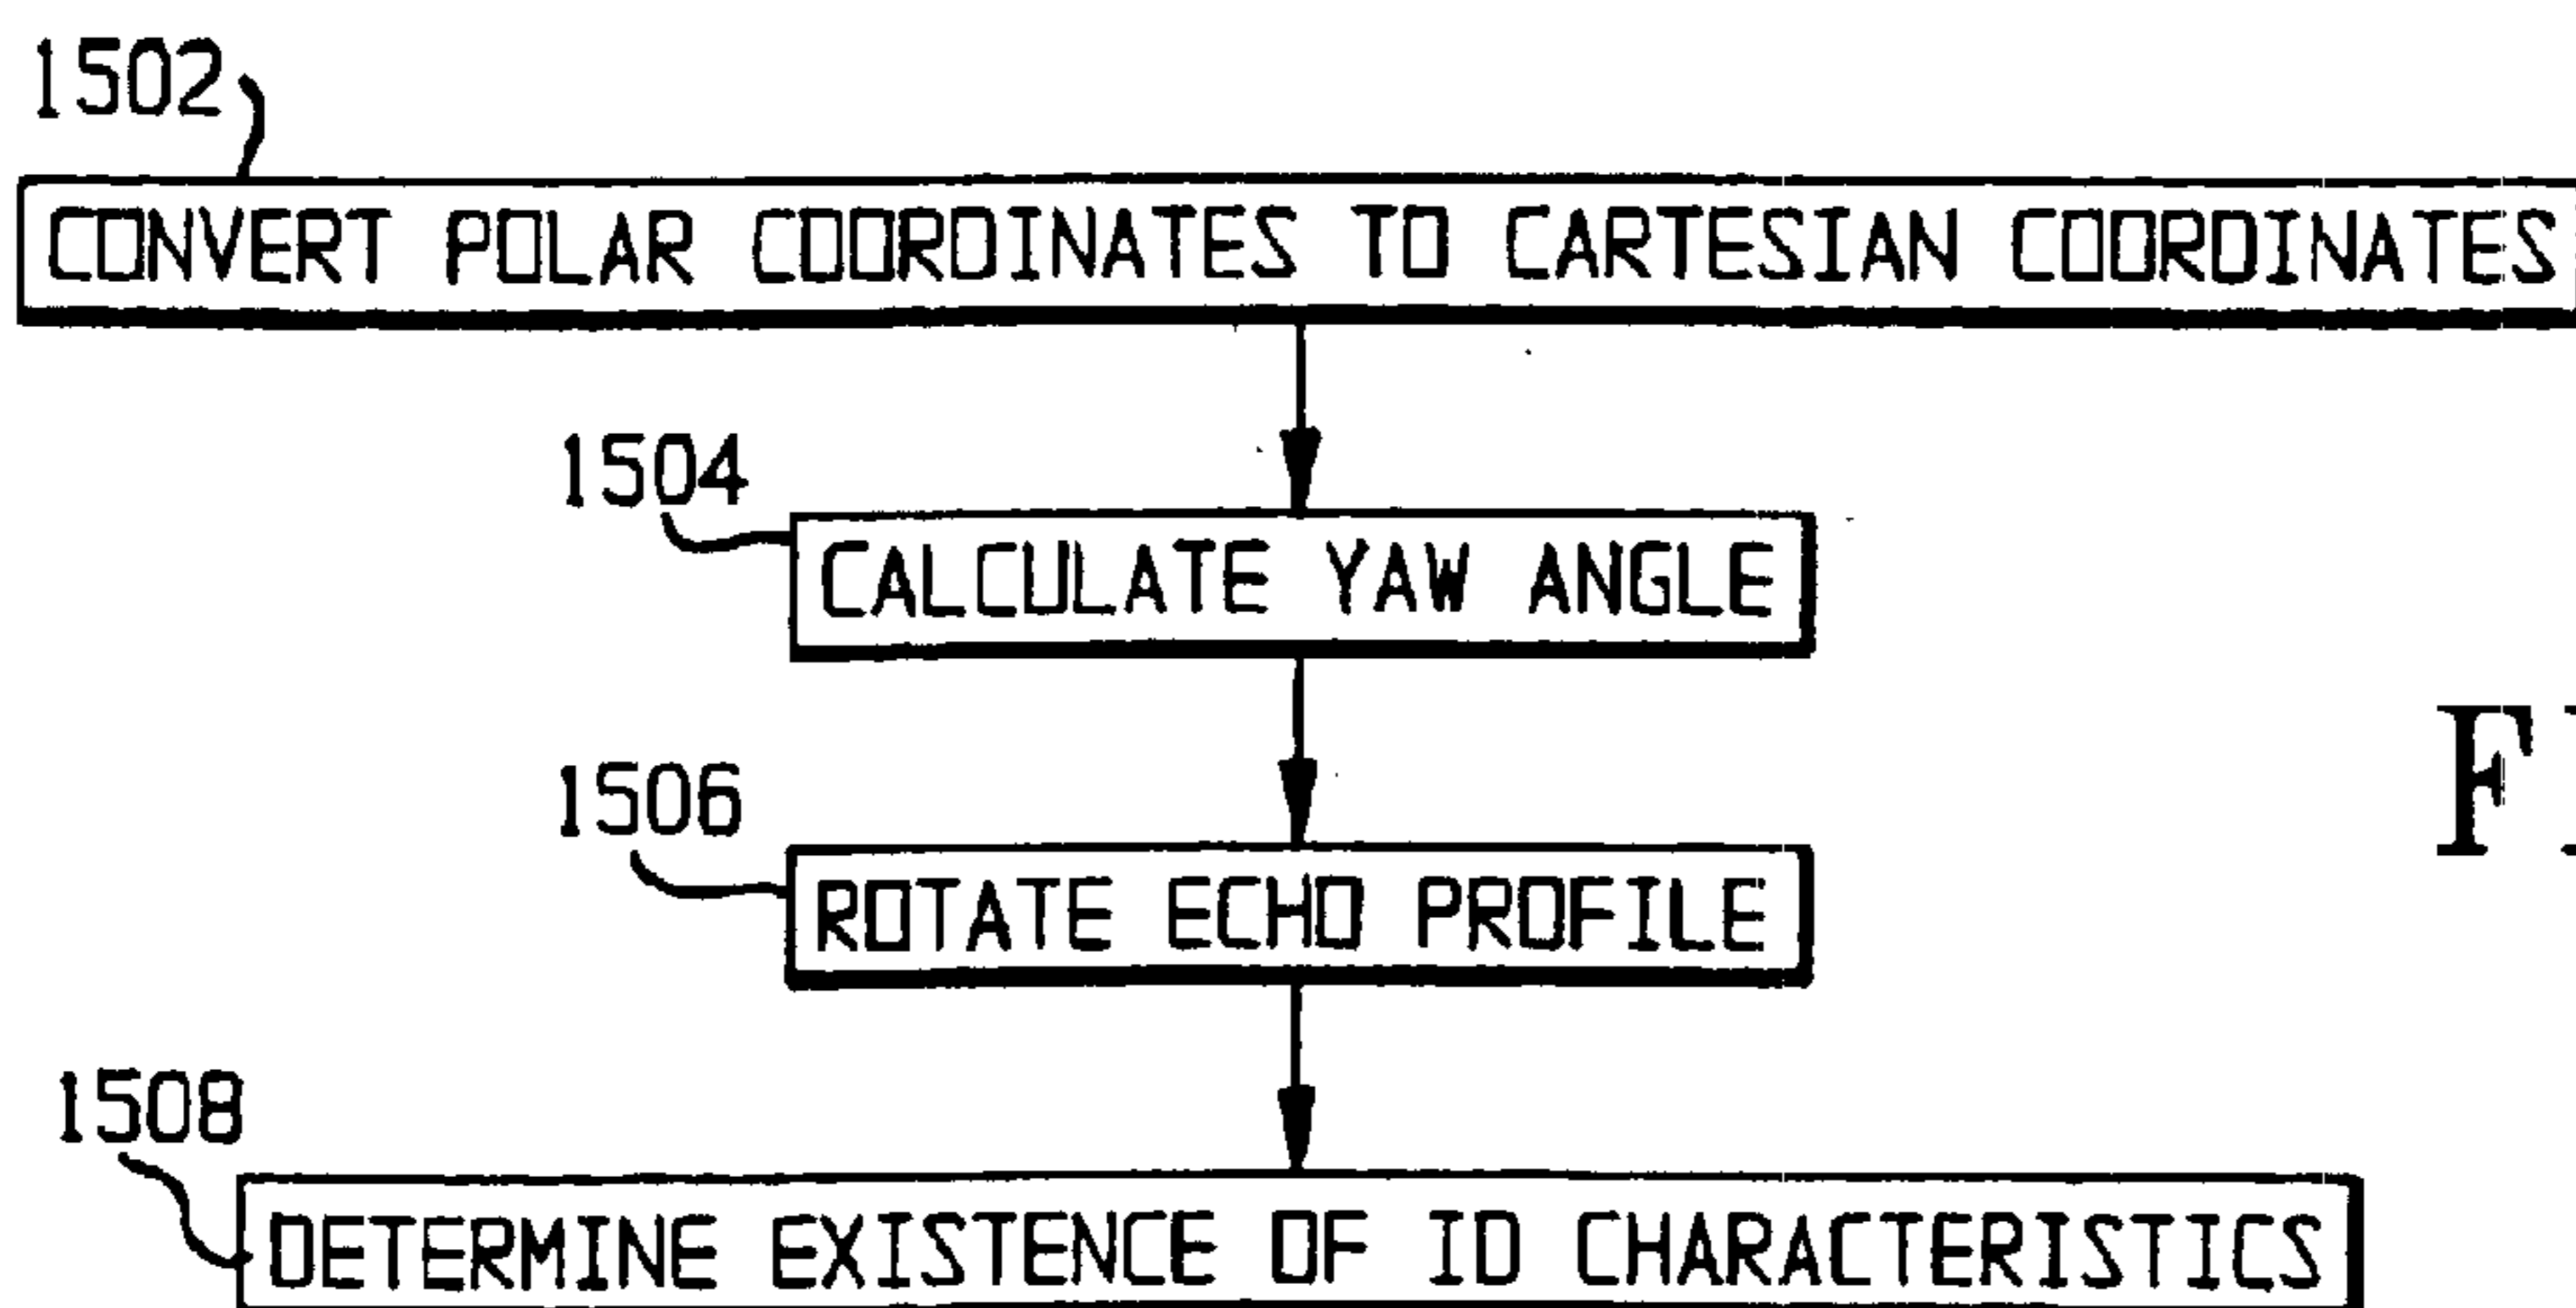 1502
CONVERT POLAR COORDINATES TO CARTESIAN COORDINATES
1504
CALCULATE YAW ANGLE
1506
ROTATE ECHO PROFILE
1508
DETERMINE EXISTENCE OF ID CHARACTERISTICS